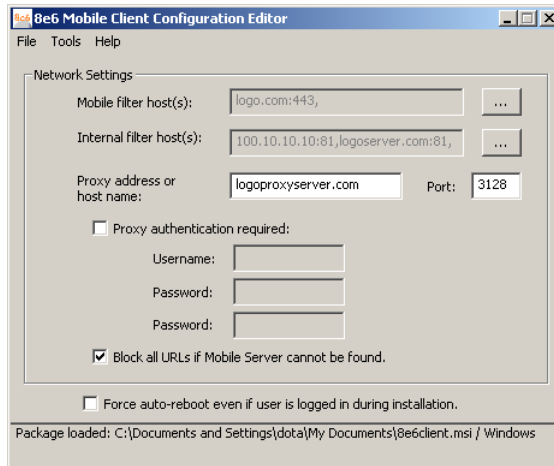 8e6 Mobile Client Configuration Editor
File Tools Help
Network Settings
Mobile filter host(s): logo.com:443, ...
Internal filter host(s): 100.10.10.10:81,logoserver.com:81, ...
Proxy address or
host name: logoproxyserver.com Port: 3128
Proxy authentication required:
Username:
Password:
Password:
Block all URLs if Mobile Server cannot be found.
Force auto-reboot even if user is logged in during installation.
Package loaded: C:\Documents and Settings\dota\My Documents\8e6client.msi / Windows